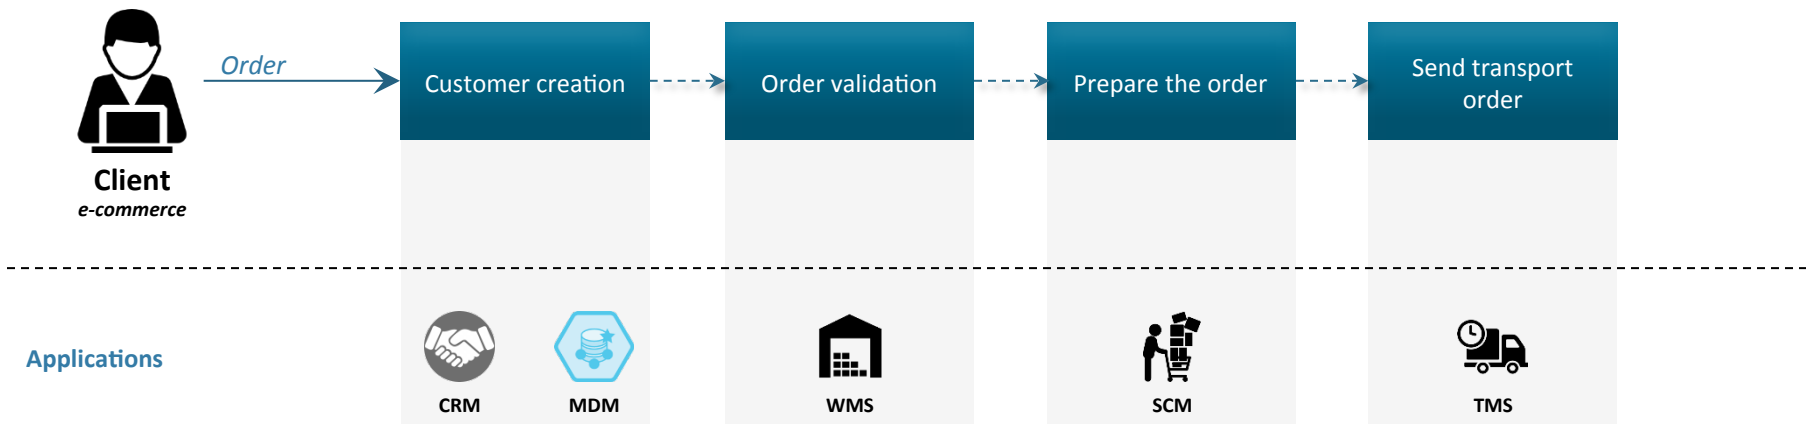 Order
Customer creation
Order validation
Prepare the order
Send transport
order
Client
e-commerce
Applications
CRM
MDM
WMS
SCM
TMS